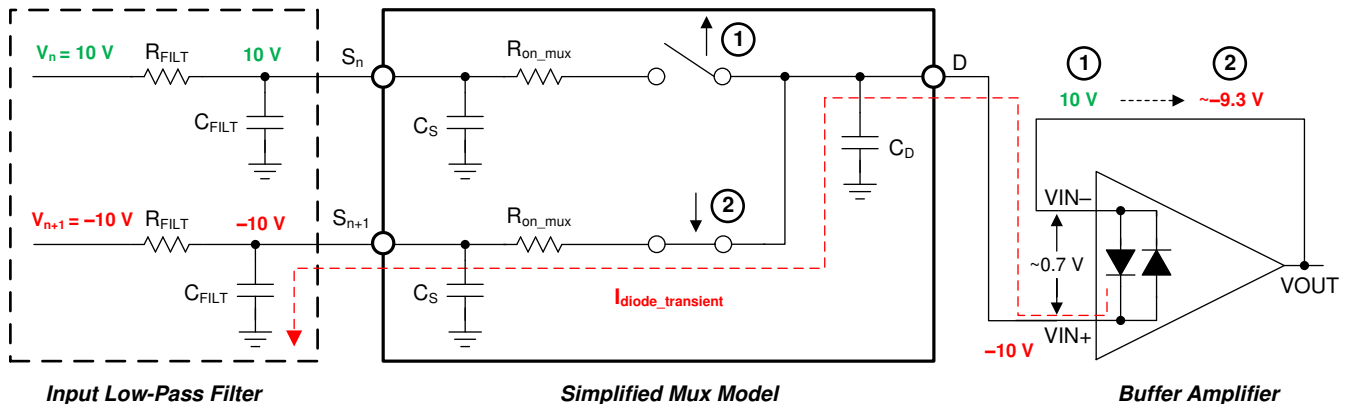 Vn = 10 V
RFILT
10 V
CFILT
Sn
Ron_mux
1
CS
D
CD
1
10 V
2
~–9.3 V
Vn+1 = –10 V
RFILT
–10 V
CFILT
Sn+1
Ron_mux
2
CS
Idiode_transient
VIN–
~0.7 V
VIN+
–10 V
VOUT
Input Low-Pass Filter
Simplified Mux Model
Buffer Amplifier